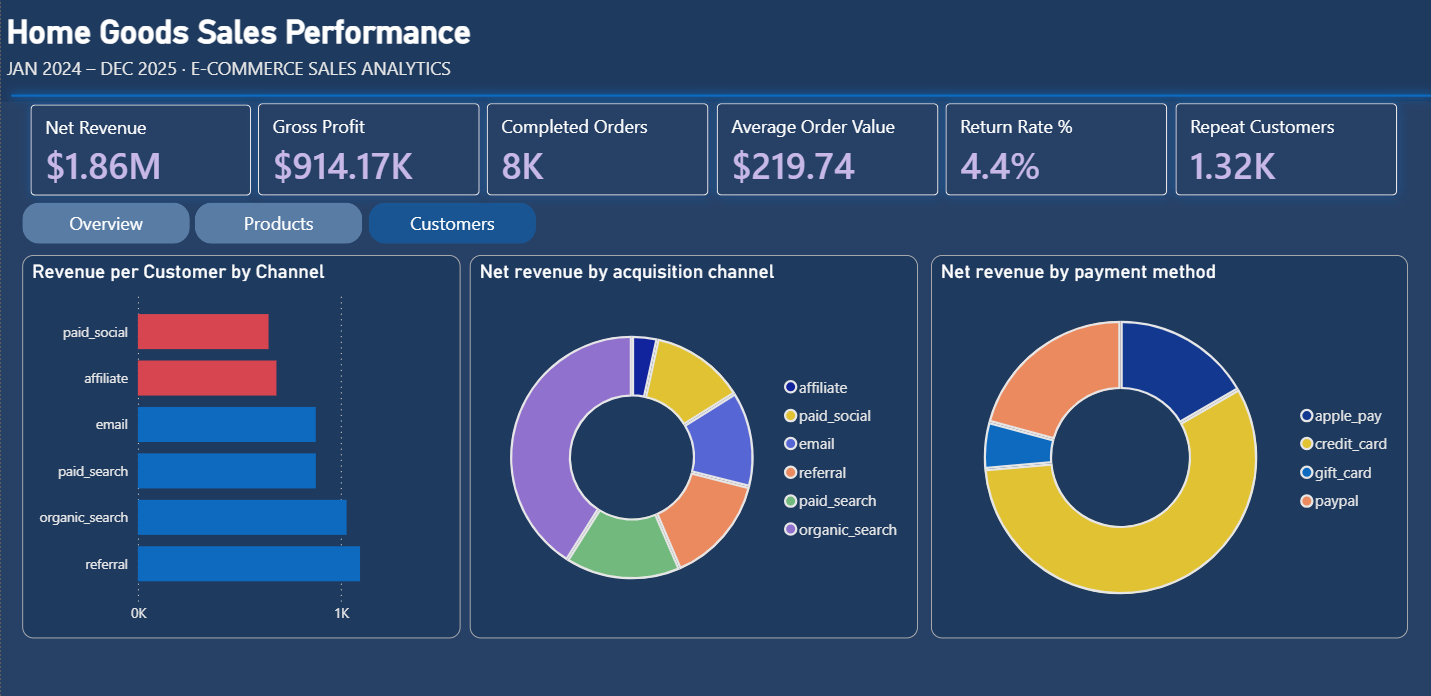 Home Goods Sales Performance
JAN 2024 – DEC 2025 · E-COMMERCE SALES ANALYTICS
Net Revenue
$1.86M
Gross Profit
$914.17K
Completed Orders
8K
Average Order Value
$219.74
Return Rate %
4.4%
Repeat Customers
1.32K
Overview
Products
Customers
Revenue per Customer by Channel
paid_social
affiliate
email
paid_search
organic_search
referral
0K
1K
Net revenue by acquisition channel
affiliate
paid_social
email
referral
paid_search
organic_search
Net revenue by payment method
apple_pay
credit_card
gift_card
paypal